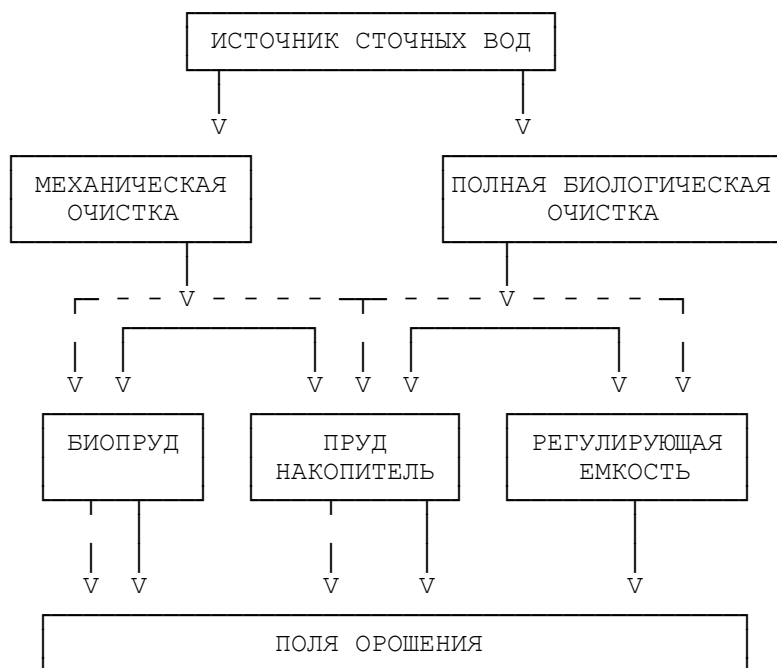 ИСТОЧНИК СТОЧНЫХ ВОД
МЕХАНИЧЕСКАЯ
ОЧИСТКА
ПОЛНАЯ БИОЛОГИЧЕСКАЯ
ОЧИСТКА
БИОПРУД
ПРУД
НАКОПИТЕЛЬ
РЕГУЛИРУЮЩАЯ
ЕМКОСТЬ
ПОЛЯ ОРОШЕНИЯ